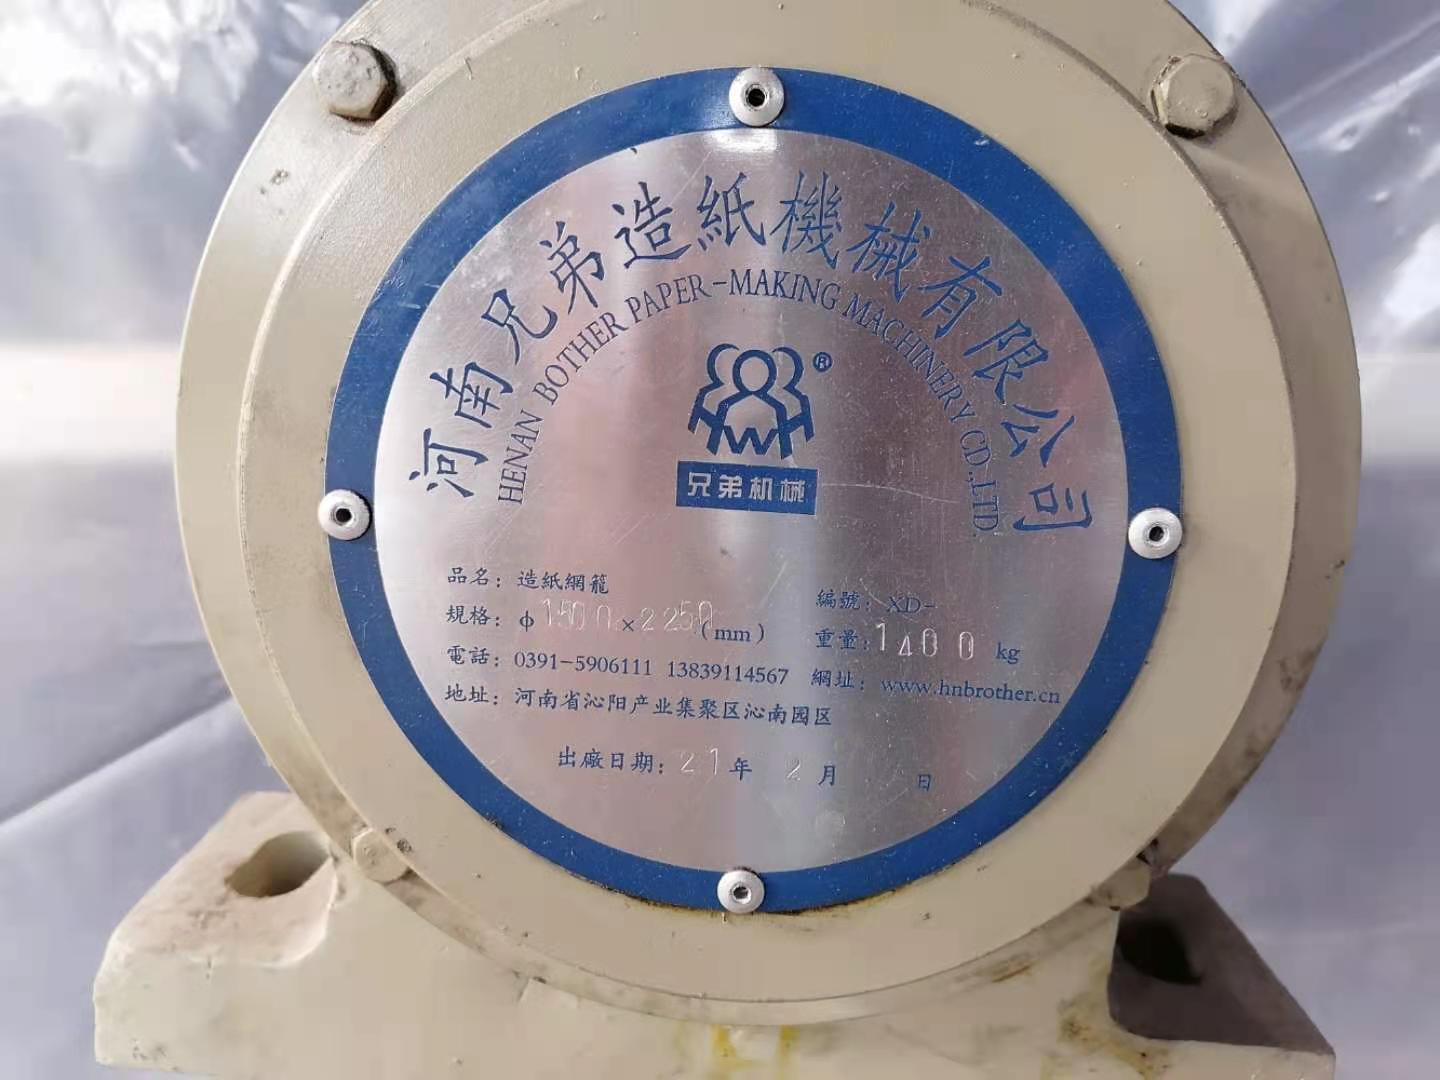 河南兄弟造紙機械有限公司
HENAN BOTHER PAPER-MAKING MACHINERY CD.,LTD.
®
兄弟机械
品名：造紙網籠
編號：XD-
規格：φ1500×2250(mm)
重量：1400 kg
電話：0391-5906111 13839114567
網址：www.hnbrother.cn
地址：河南省沁阳产业集聚区沁南园区
出廠日期：21年 2月 日